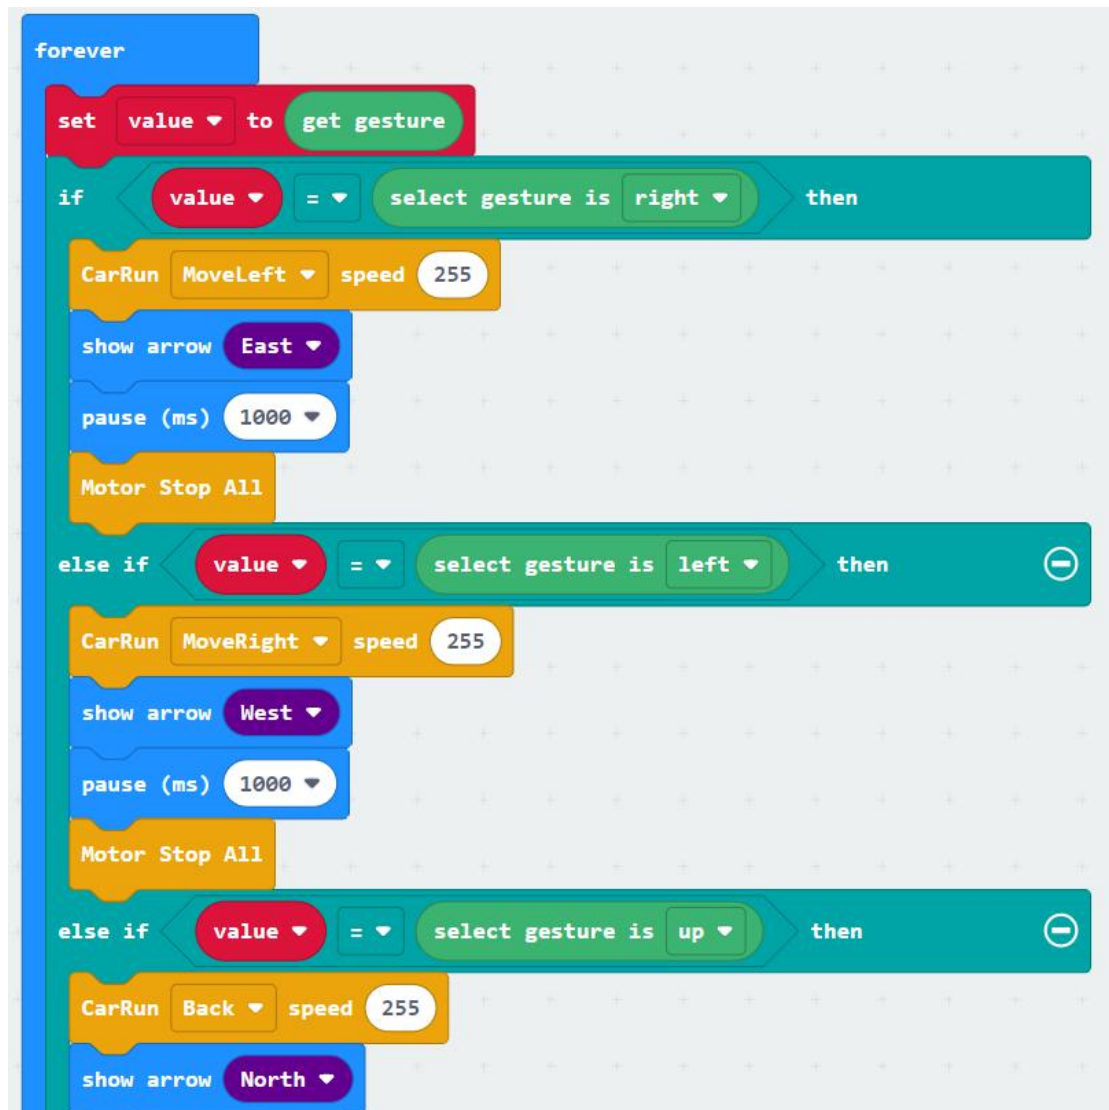 forever
set value to get gesture
if value = select gesture is right then
CarRun MoveLeft speed 255
show arrow East
pause (ms) 1000
Motor Stop All
else if value = select gesture is left then
CarRun MoveRight speed 255
show arrow West
pause (ms) 1000
Motor Stop All
else if value = select gesture is up then
CarRun Back speed 255
show arrow North